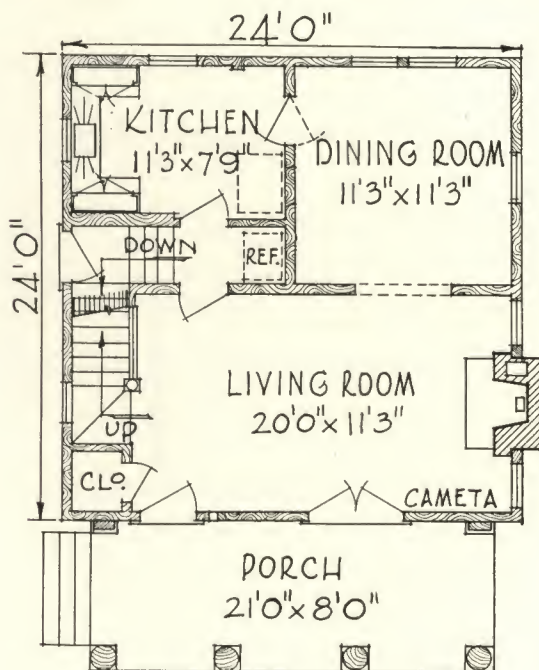 24'0"
KITCHEN
11'3"x7'9"
DINING ROOM
11'3"x11'3"
24'0"
DOWN
REF.
LIVING ROOM
20'0"x11'3"
UP
CLO.
CAMETA
PORCH
21'0"x8'0"